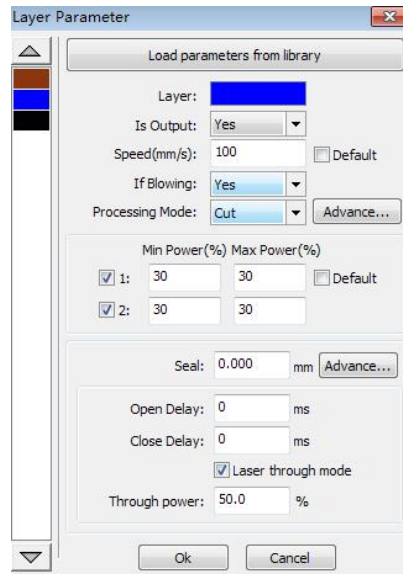 Layer Parameter
Load parameters from library
Layer:
Is Output: Yes
Speed(mm/s): 100 Default
If Blowing: Yes
Processing Mode: Cut Advance...
Min Power(%) Max Power(%)
1: 30 30 Default
2: 30 30
Seal: 0.000 mm Advance...
Open Delay: 0 ms
Close Delay: 0 ms
Laser through mode
Through power: 50.0 %
Ok Cancel